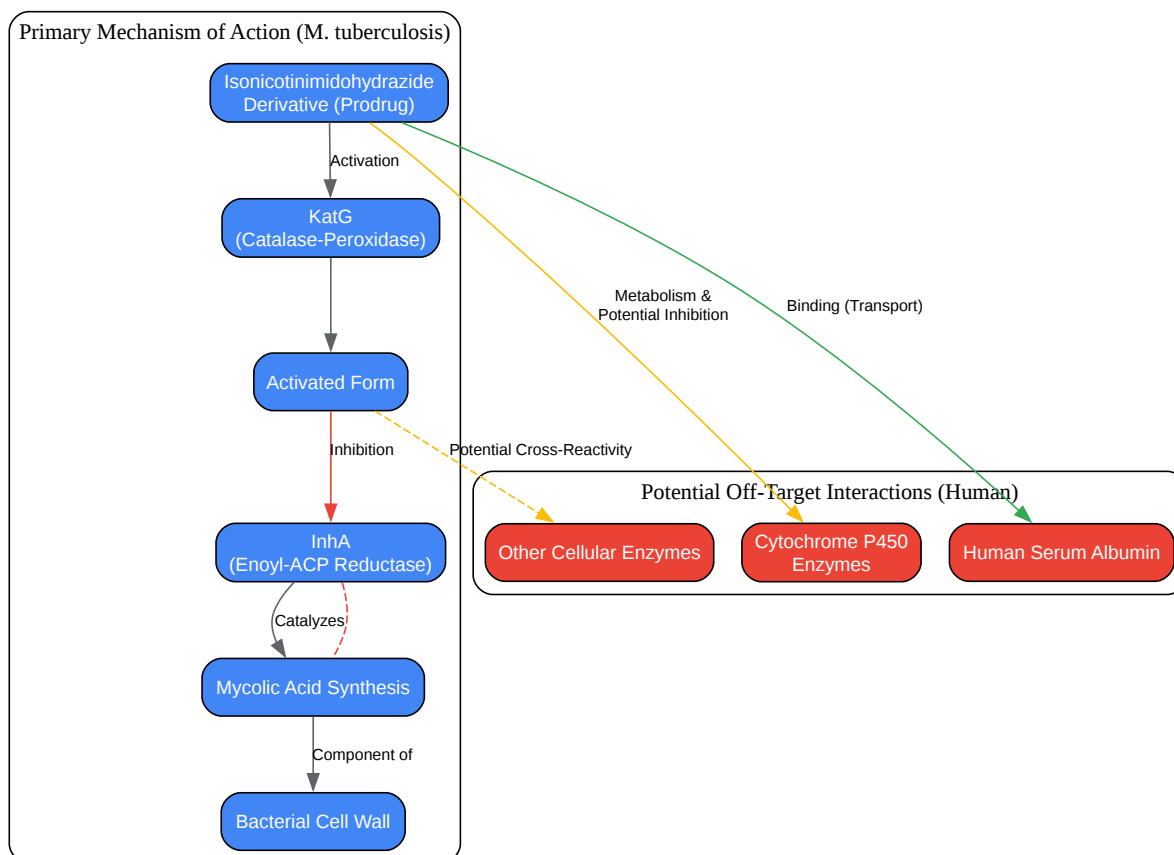 Primary Mechanism of Action (M. tuberculosis)
Isonicotinimidohydrazide
Derivative (Prodrug)
Activation
KatG
(Catalase-Peroxidase)
Metabolism &
Potential Inhibition
Binding (Transport)
Activated Form
Inhibition
Potential Cross-Reactivity
Potential Off-Target Interactions (Human)
InhA
(Enoyl-ACP Reductase)
Other Cellular Enzymes
Cytochrome P450
Enzymes
Human Serum Albumin
Catalyzes
Mycolic Acid Synthesis
Component of
Bacterial Cell Wall